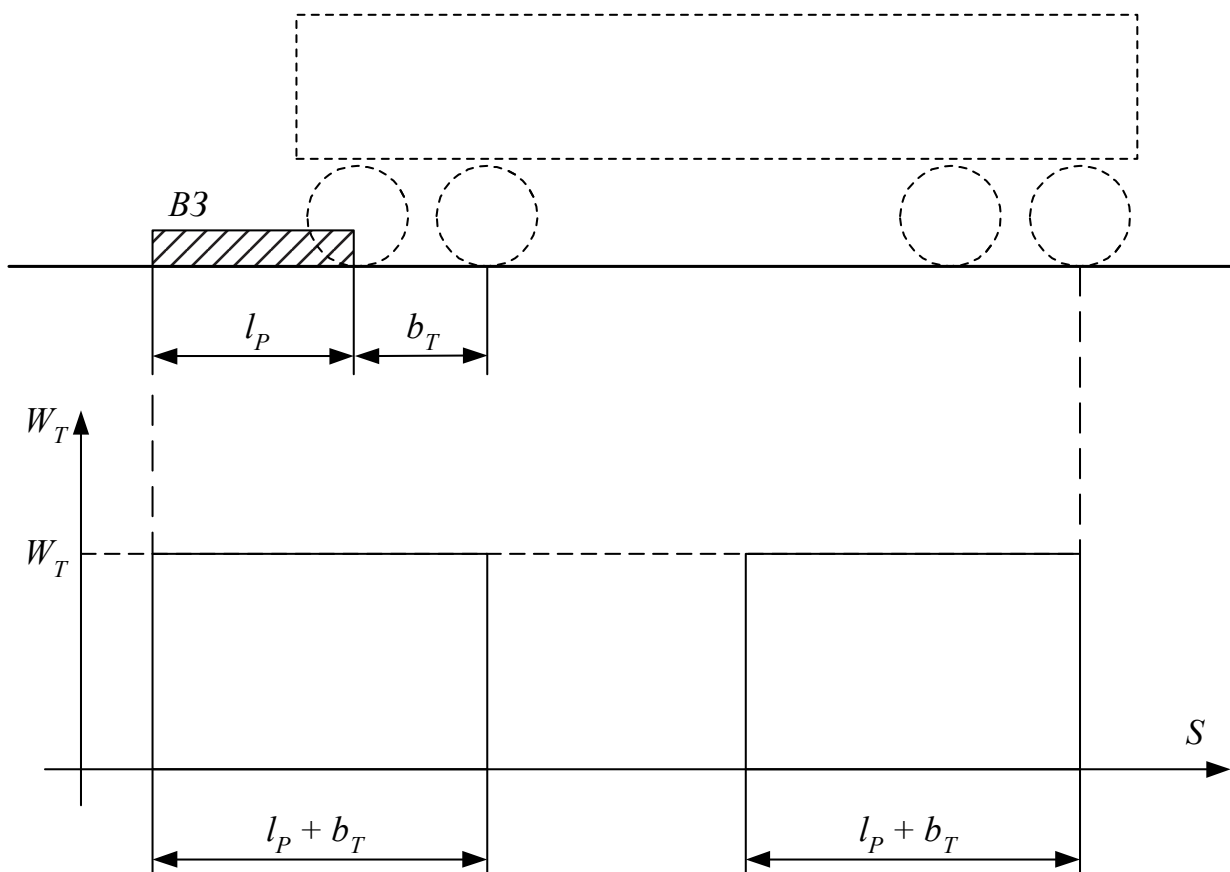 ВЗ
l_P b_T
W_T
W_T
S
l_P + b_T l_P + b_T